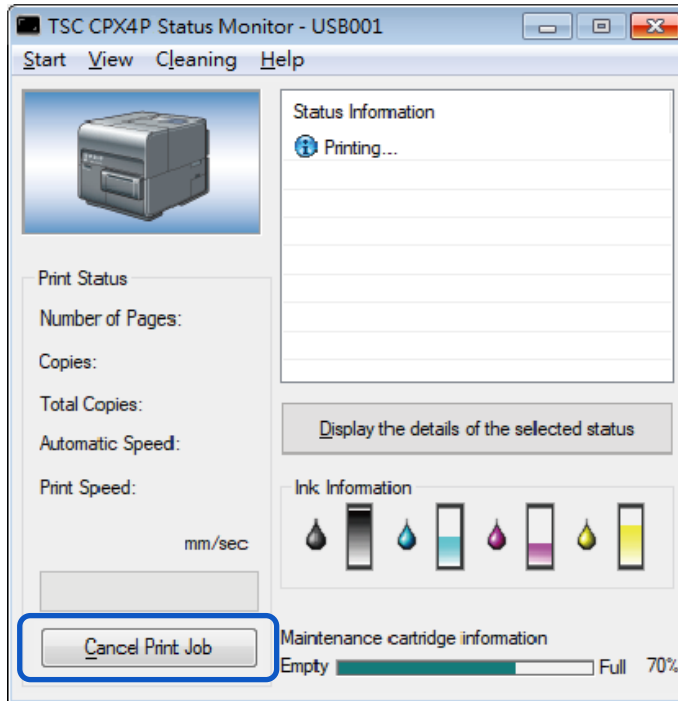 TSC CPX4P Status Monitor - USB001
Start View Cleaning Help
Status Information
Printing...
Print Status
Number of Pages:
Copies:
Total Copies:
Automatic Speed:
Print Speed:
mm/sec
Cancel Print Job
Display the details of the selected status
Ink Information
Maintenance cartridge information
Empty Full 70%